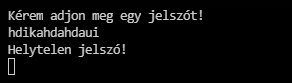 Kérem adjon meg egy jelszót!
hdikahdahdaui
Helytelen jelszó!